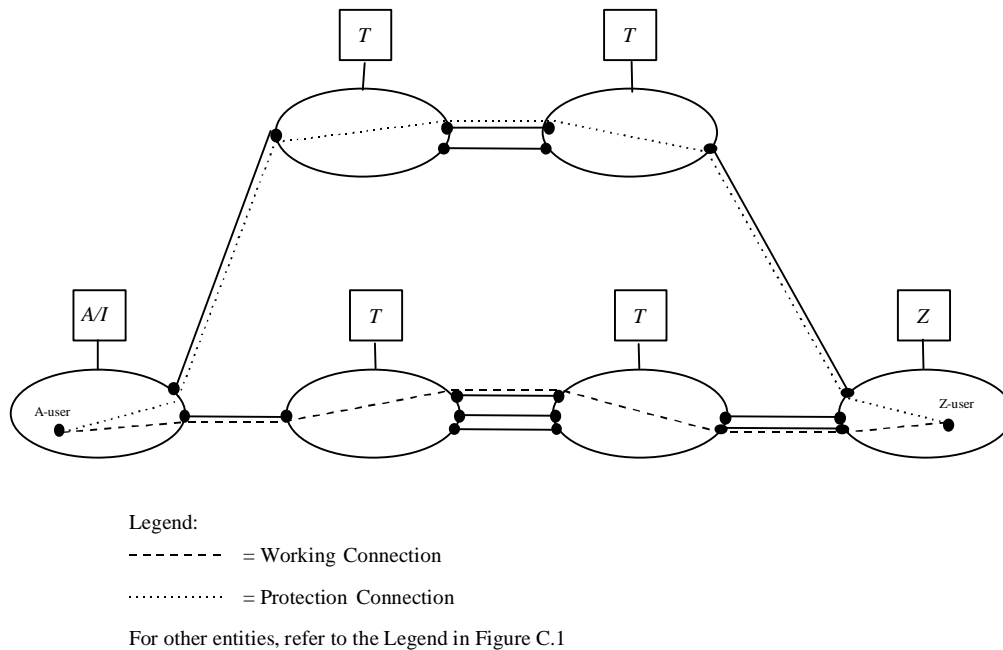 T
T
A/I
T
T
Z
A-user
Z-user
Legend:
= Working Connection
= Protection Connection
For other entities, refer to the Legend in Figure C.1